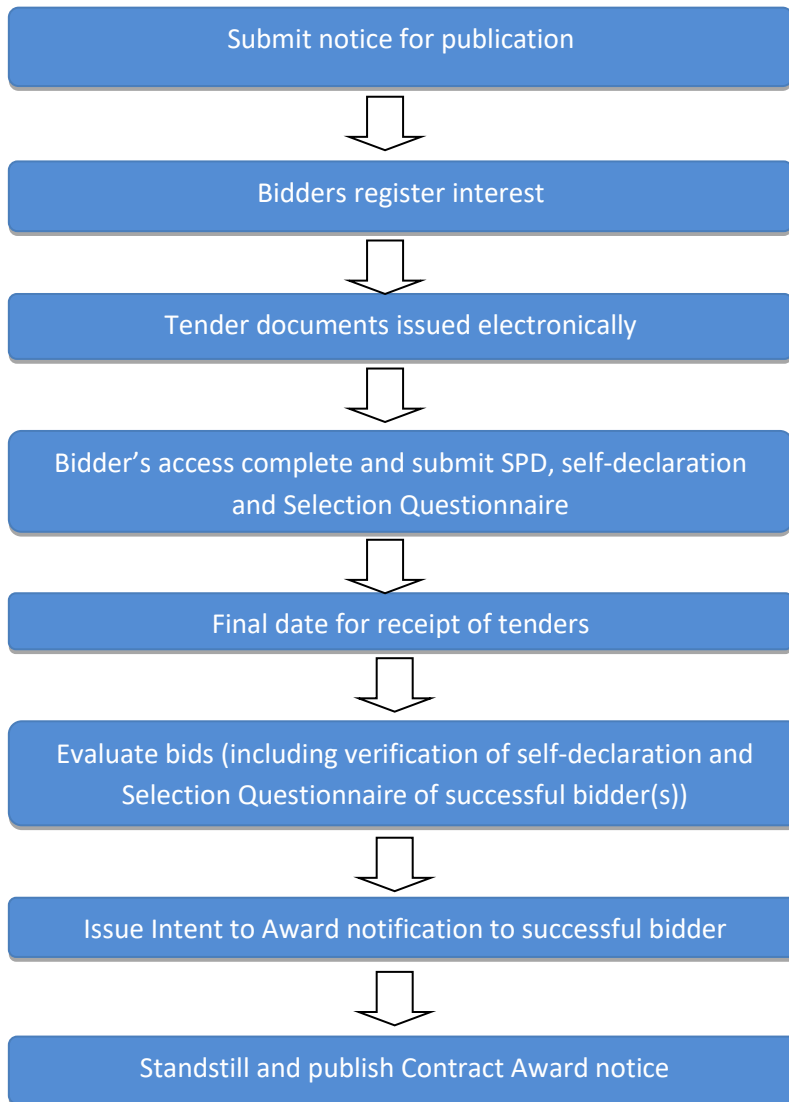 Submit notice for publication
Bidders register interest
Tender documents issued electronically
Bidder’s access complete and submit SPD, self-declaration
and Selection Questionnaire
Final date for receipt of tenders
Evaluate bids (including verification of self-declaration and
Selection Questionnaire of successful bidder(s))
Issue Intent to Award notification to successful bidder
Standstill and publish Contract Award notice